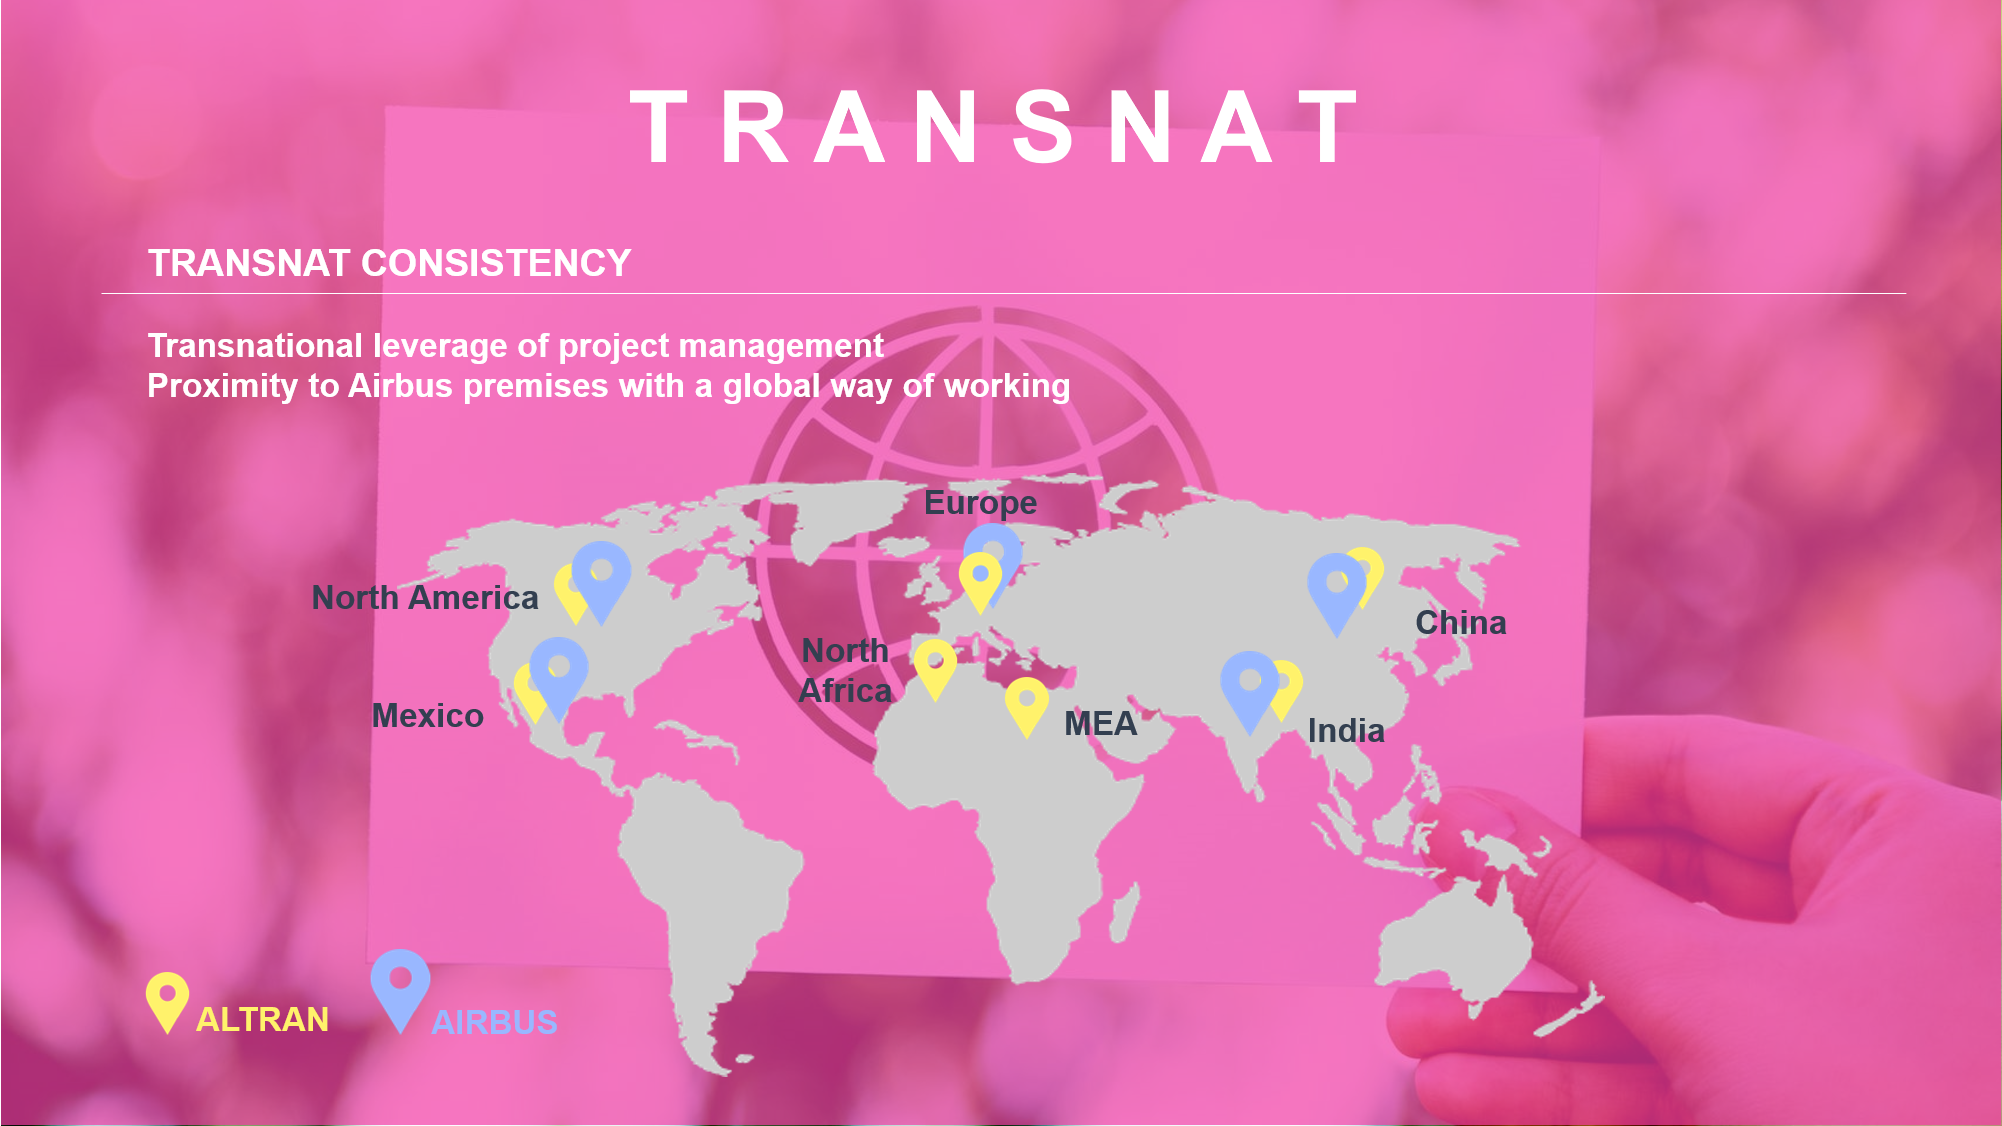 TRANSNAT
TRANSNAT CONSISTENCY
Transnational leverage of project management
Proximity to Airbus premises with a global way of working
Europe
North America
China
North
Africa
Mexico
MEA
India
ALTRAN
AIRBUS